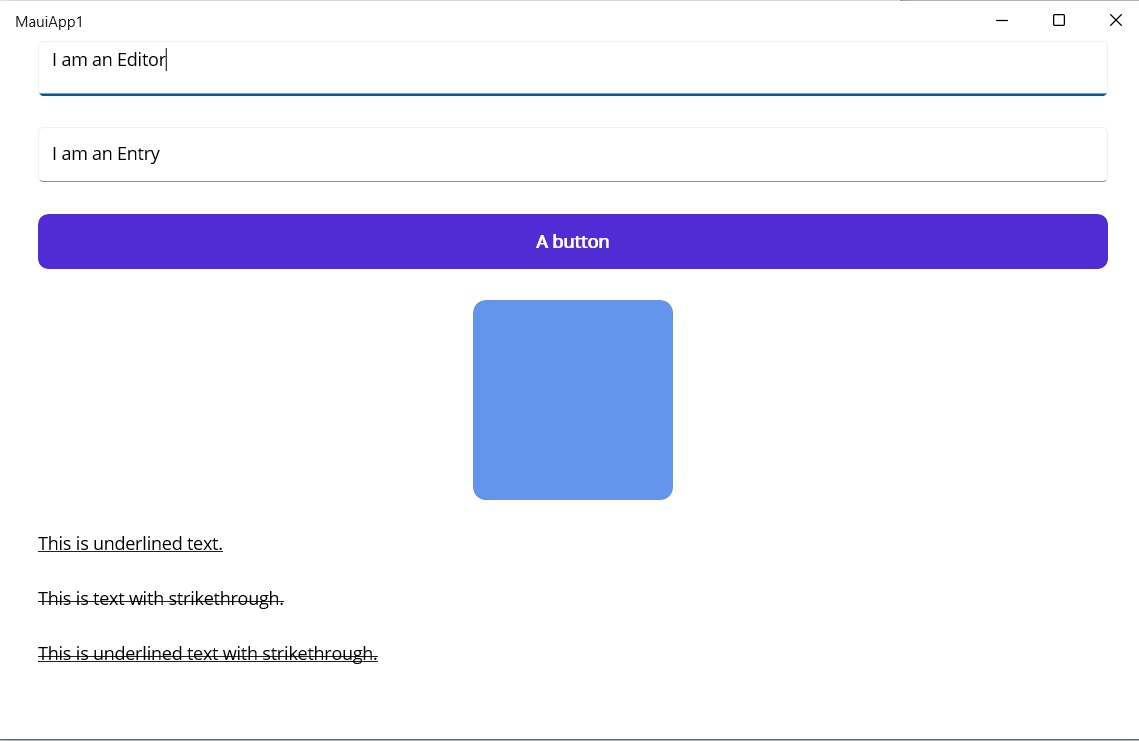 MauiApp1
I am an Editor
I am an Entry
A button
This is underlined text.
This is text with strikethrough.
This is underlined text with strikethrough.